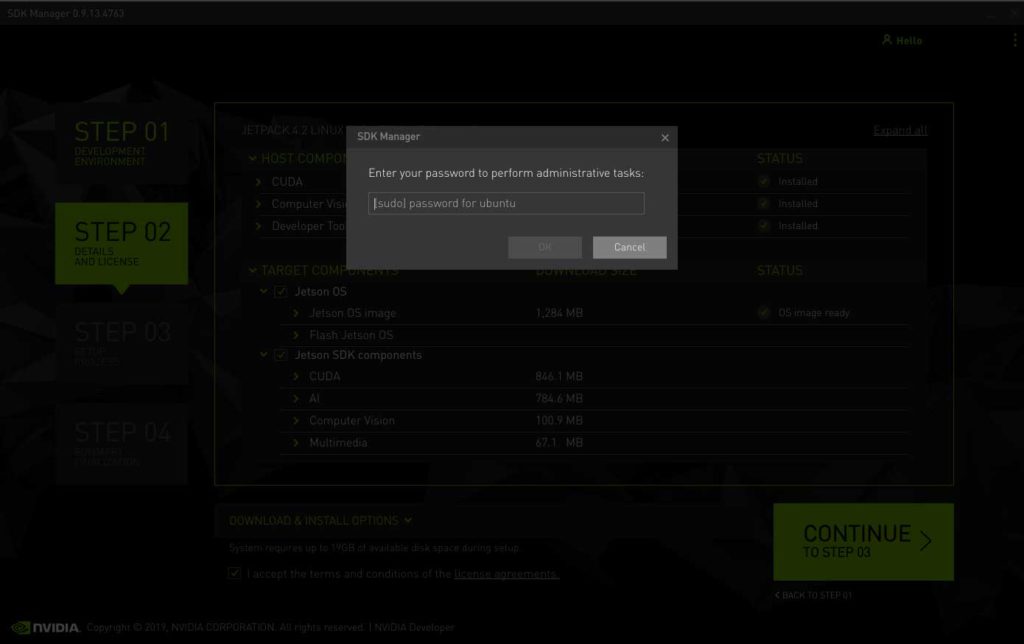 SDK Manager 0.9.13.4763
Hello
STEP 01
DEVELOPMENT
ENVIRONMENT
STEP 02
DETAILS
AND LICENSE
STEP 03
SETUP
PROCESS
STEP 04
SUMMARY
FINALIZATION
JETPACK 4.2 LINUX
Expand all
HOST COMPON
STATUS
CUDA
Installed
Computer Visi
Installed
Developer Tool
Installed
SDK Manager
Enter your password to perform administrative tasks:
[sudo] password for ubuntu
OK
Cancel
TARGET COMPONENTS
DOWNLOAD SIZE
STATUS
Jetson OS
Jetson OS image
1,284 MB
OS image ready
Flash Jetson OS
Jetson SDK components
CUDA
846.1 MB
AI
784.6 MB
Computer Vision
100.9 MB
Multimedia
67.1 MB
DOWNLOAD & INSTALL OPTIONS
System requires up to 19GB of available disk space during setup.
I accept the terms and conditions of the license agreements.
CONTINUE
TO STEP 03
BACK TO STEP 01
NVIDIA. Copyright © 2019, NVIDIA CORPORATION. All rights reserved. | NVIDIA Developer